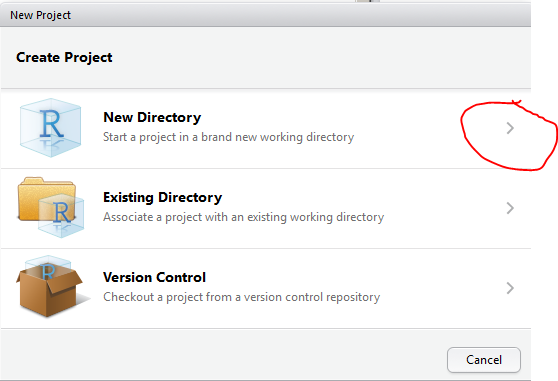 New Project
Create Project
R
New Directory
Start a project in a brand new working directory
R
Existing Directory
Associate a project with an existing working directory
R
Version Control
Checkout a project from a version control repository
Cancel